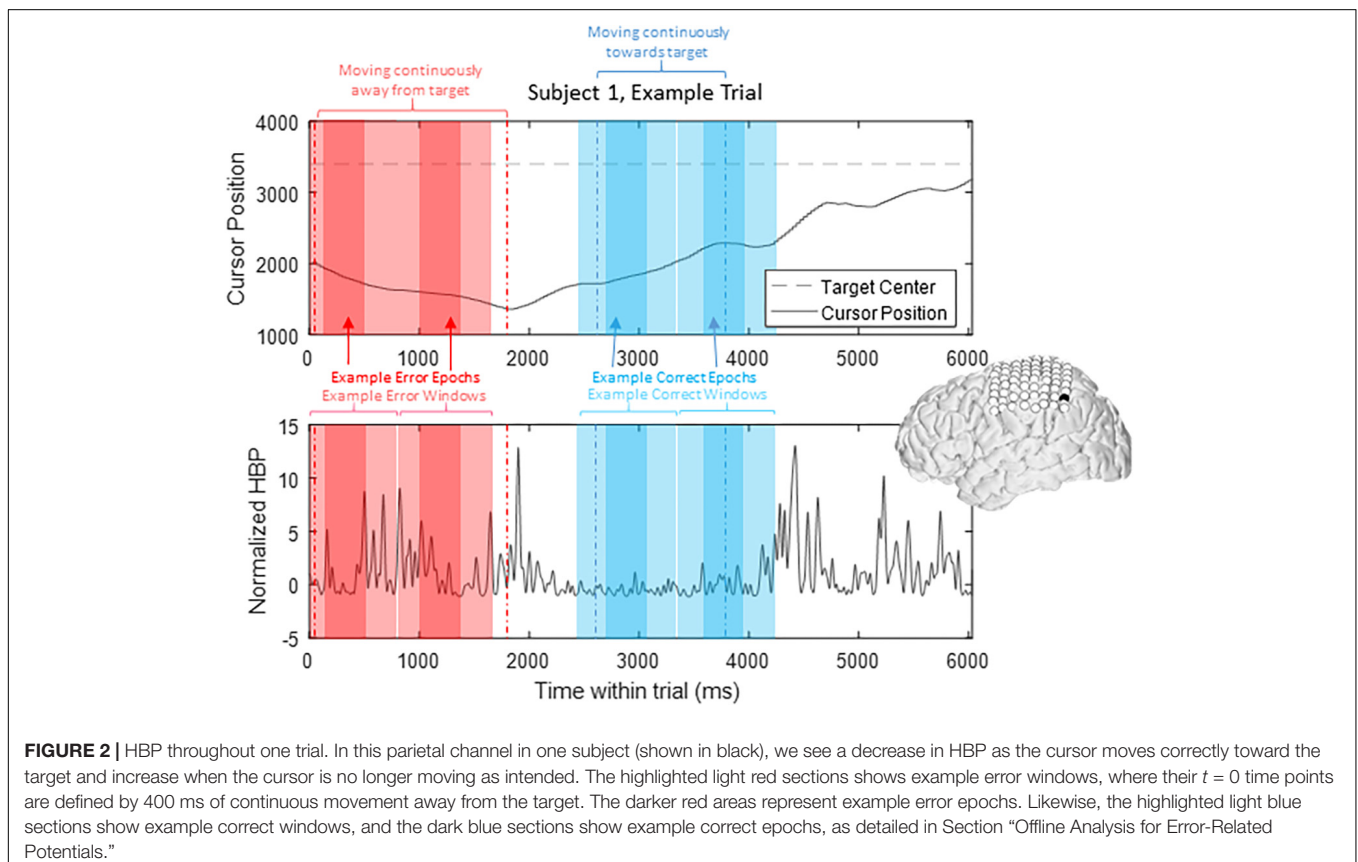 Moving continuously
towards target
Moving continuously
away from target
Subject 1, Example Trial
4000
3000
2000
1000
Cursor Position
Target Center
Cursor Position
0 1000 2000 3000 4000 5000 6000
Example Error Epochs
Example Error Windows
Example Correct Epochs
Example Correct Windows
15
10
5
0
-5
Normalized HBP
0 1000 2000 3000 4000 5000 6000
Time within trial (ms)
FIGURE 2 | HBP throughout one trial. In this parietal channel in one subject (shown in black), we see a decrease in HBP as the cursor moves correctly toward the
target and increase when the cursor is no longer moving as intended. The highlighted light red sections shows example error windows, where their t = 0 time points
are defined by 400 ms of continuous movement away from the target. The darker red areas represent example error epochs. Likewise, the highlighted light blue
sections show example correct windows, and the dark blue sections show example correct epochs, as detailed in Section “Offline Analysis for Error-Related
Potentials.”